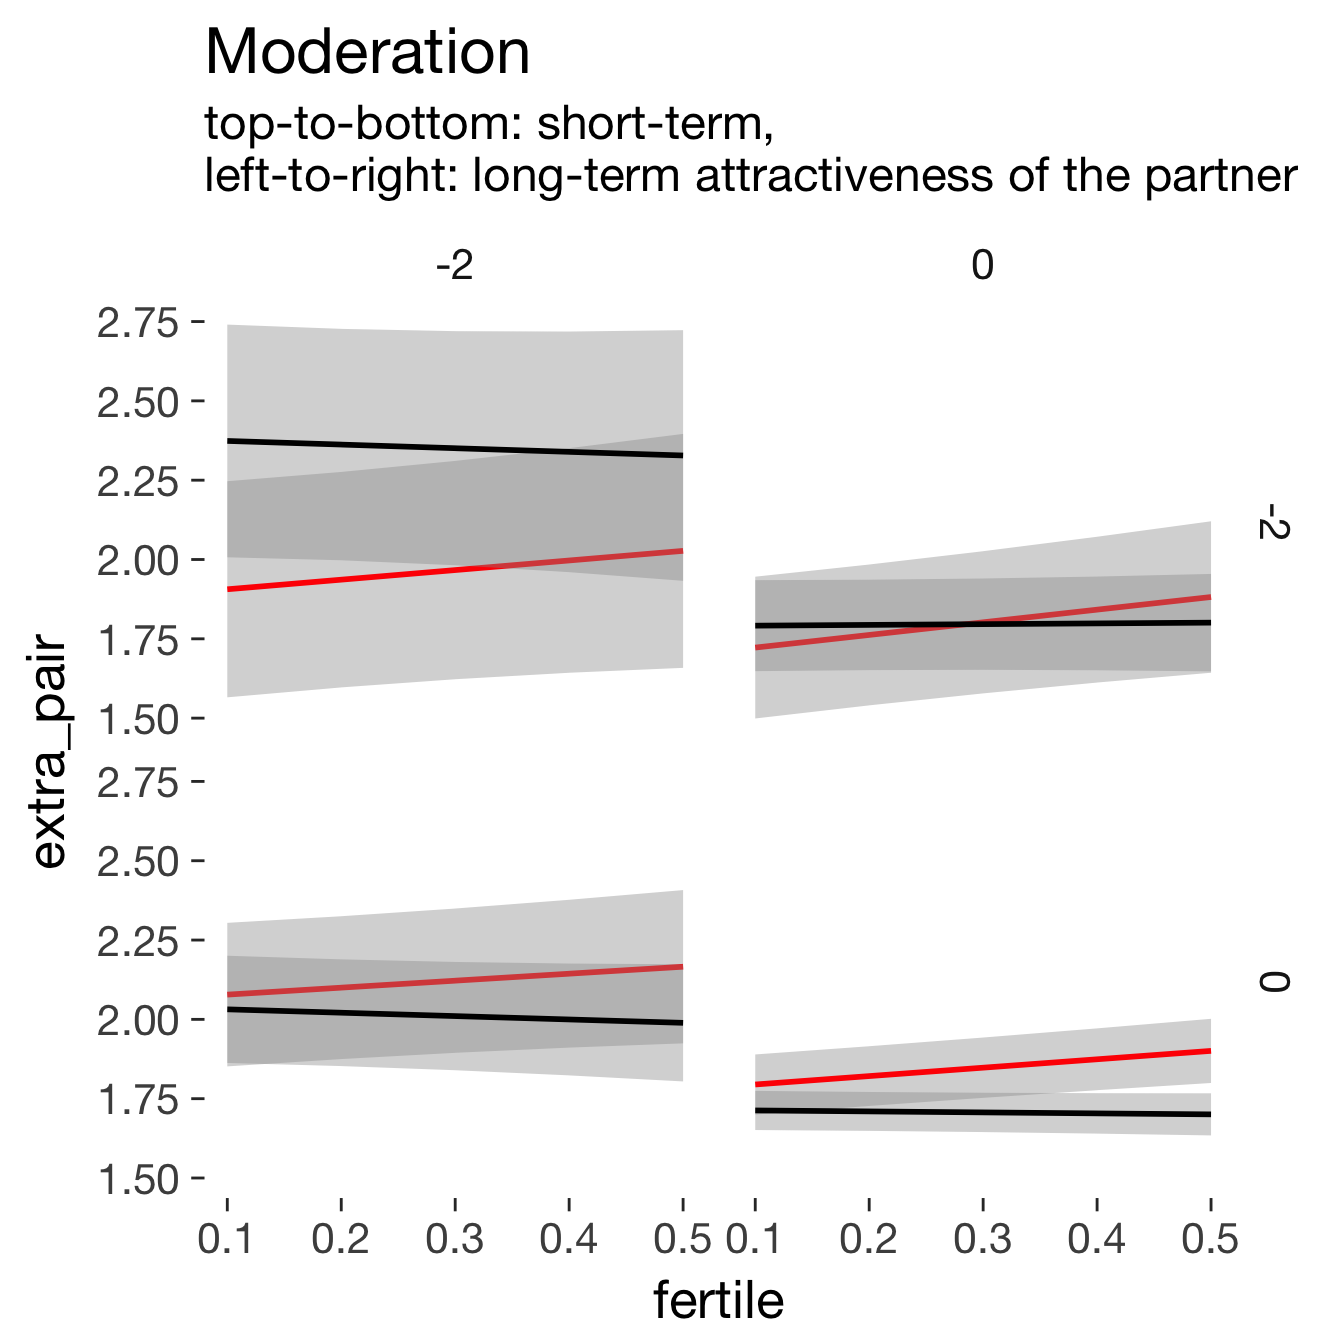 Moderation
top-to-bottom: short-term,
left-to-right: long-term attractiveness of the partner
-2 0
2.75
2.50
2.25
2.00
1.75
1.50
-2
extra_pair
2.75
2.50
2.25
2.00
1.75
1.50
0
0.1 0.2 0.3 0.4 0.5 0.1 0.2 0.3 0.4 0.5
fertile